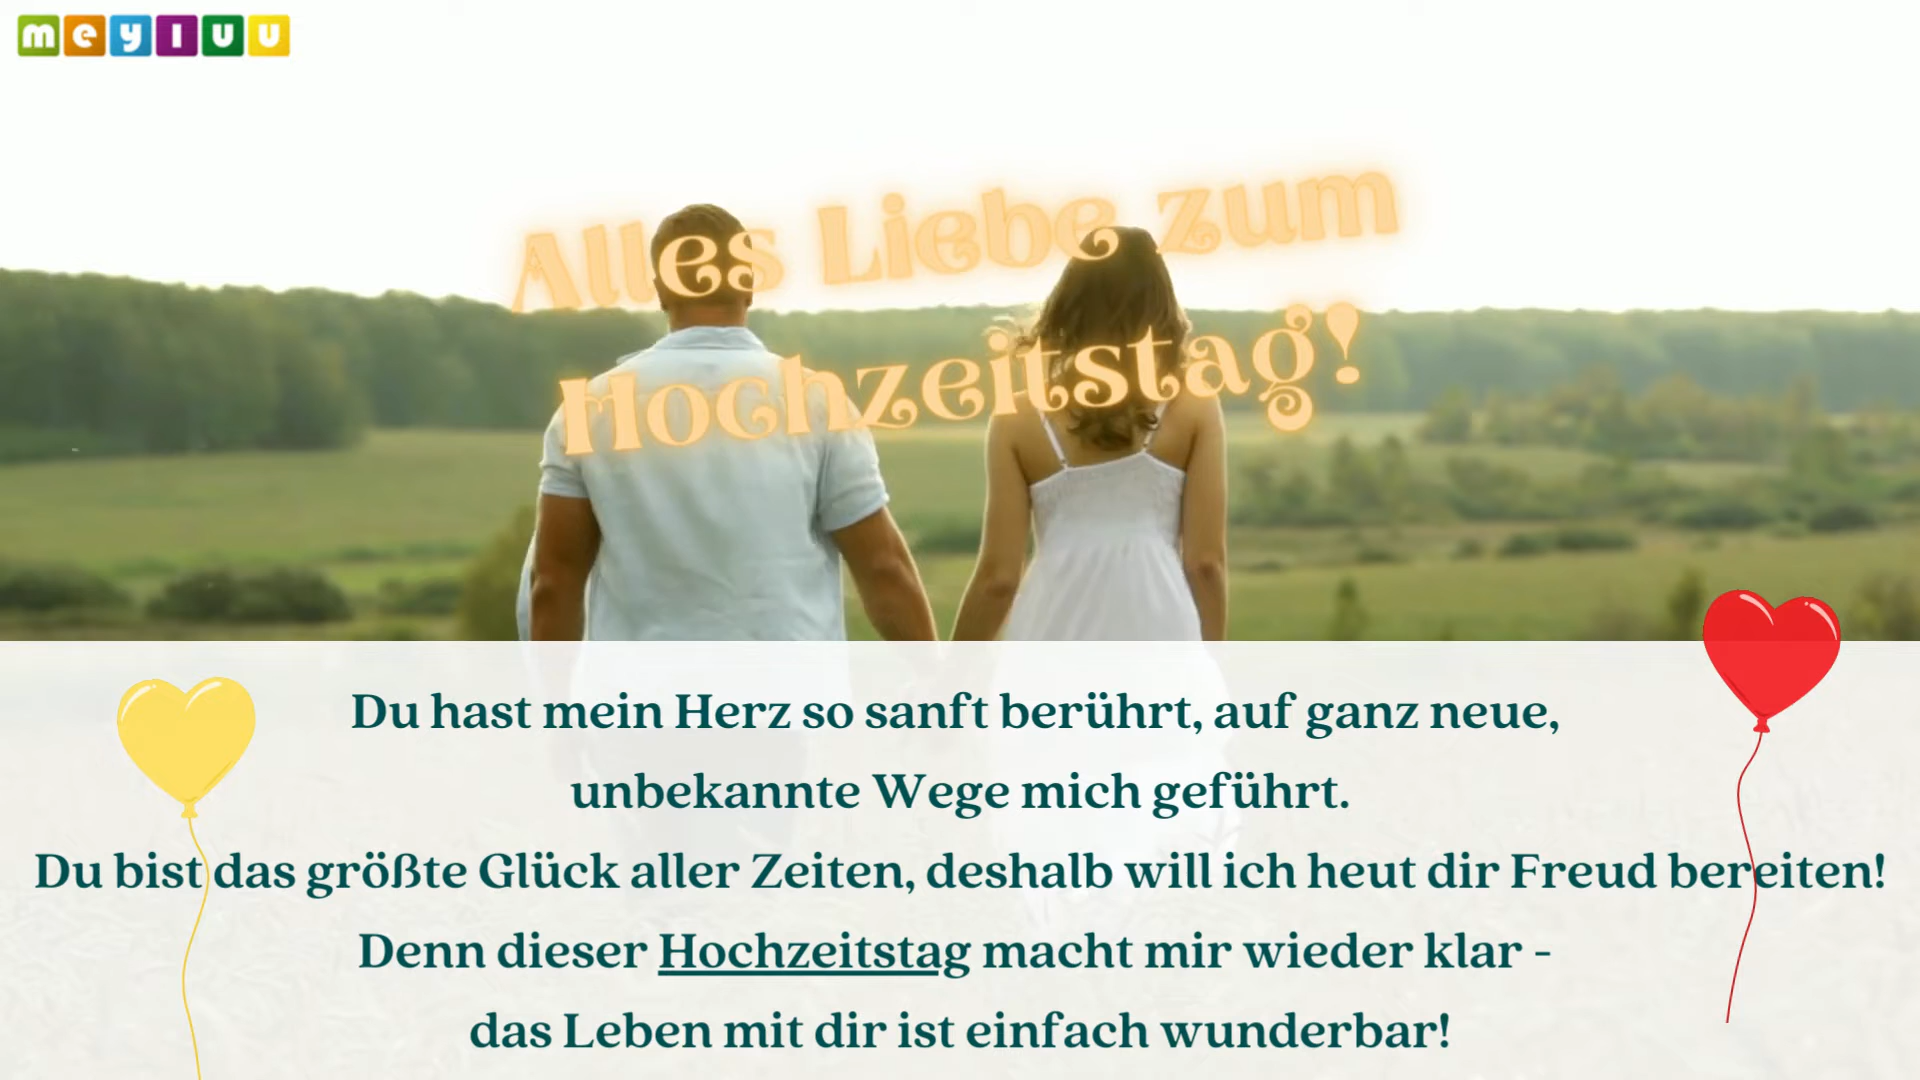 meyluu
Alles Liebe zum
Hochzeitstag!
Du hast mein Herz so sanft berührt, auf ganz neue,
unbekannte Wege mich geführt.
Du bist das größte Glück aller Zeiten, deshalb will ich heut dir Freud bereiten!
Denn dieser Hochzeitstag macht mir wieder klar -
das Leben mit dir ist einfach wunderbar!